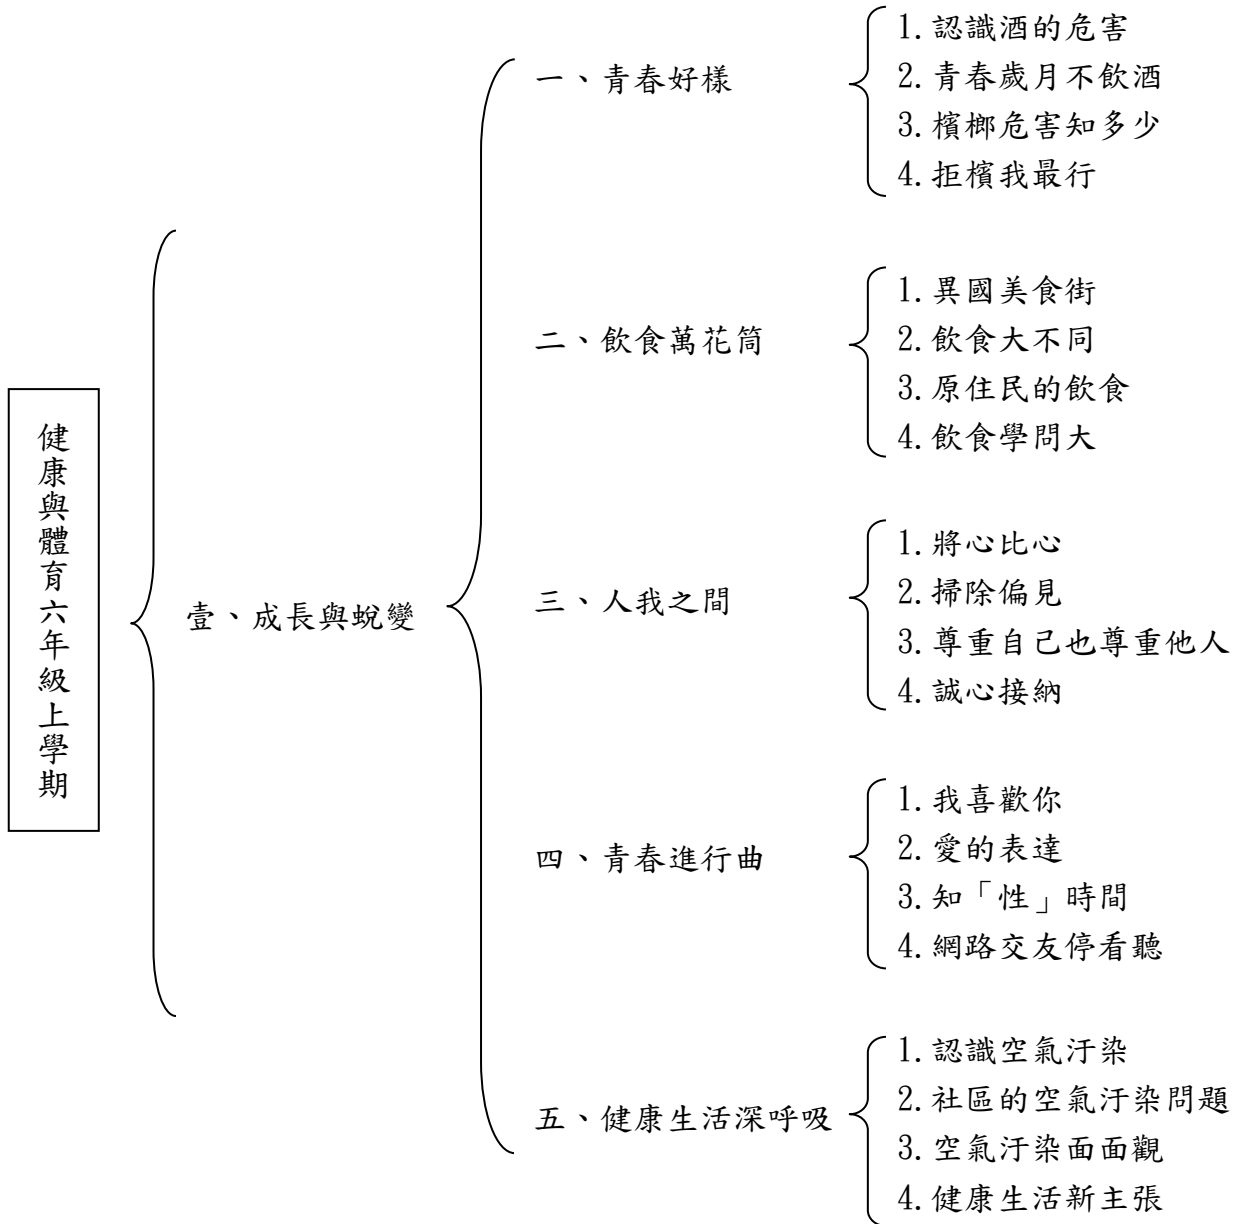 健康與體育六年級上學期
壹、成長與蛻變
一、青春好樣
1.認識酒的危害
2.青春歲月不飲酒
3.檳榔危害知多少
4.拒檳我最行
二、飲食萬花筒
1.異國美食街
2.飲食大不同
3.原住民的飲食
4.飲食學問大
三、人我之間
1.將心比心
2.掃除偏見
3.尊重自己也尊重他人
4.誠心接納
四、青春進行曲
1.我喜歡你
2.愛的表達
3.知「性」時間
4.網路交友停看聽
五、健康生活深呼吸
1.認識空氣汙染
2.社區的空氣汙染問題
3.空氣汙染面面觀
4.健康生活新主張